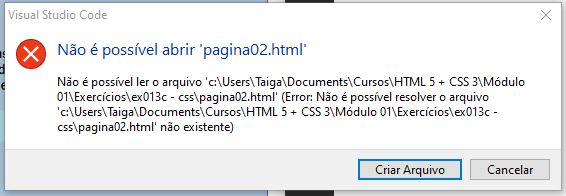 Visual Studio Code
Não é possível abrir 'pagina02.html'
Não é possível ler o arquivo 'c:\Users\Taiga\Documents\Cursos\HTML 5 + CSS 3\Módulo
01\Exercícios\ex013c - css\pagina02.html' (Error: Não é possível resolver o arquivo
'c:\Users\Taiga\Documents\Cursos\HTML 5 + CSS 3\Módulo 01\Exercícios\ex013c -
css\pagina02.html' não existente)
Criar Arquivo
Cancelar